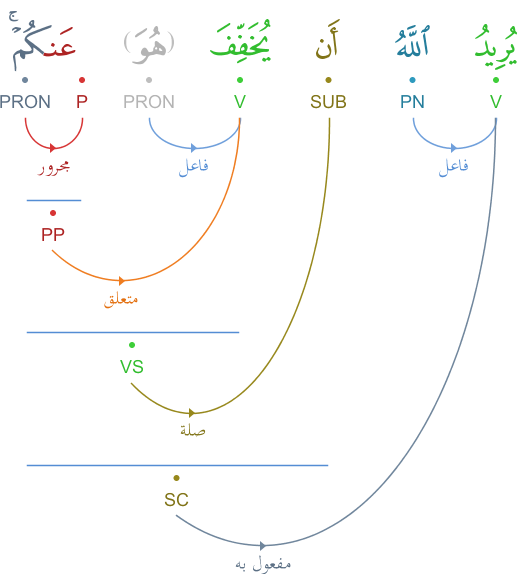 يُرِيدُ ٱللَّهُ أَن يُخَفِّفَ (هُوَ) عَنكُمْ ۚ
V PN SUB V PRON P PRON
فاعل فاعل مجرور
PP
متعلق
VS
صلة
SC
مفعول به